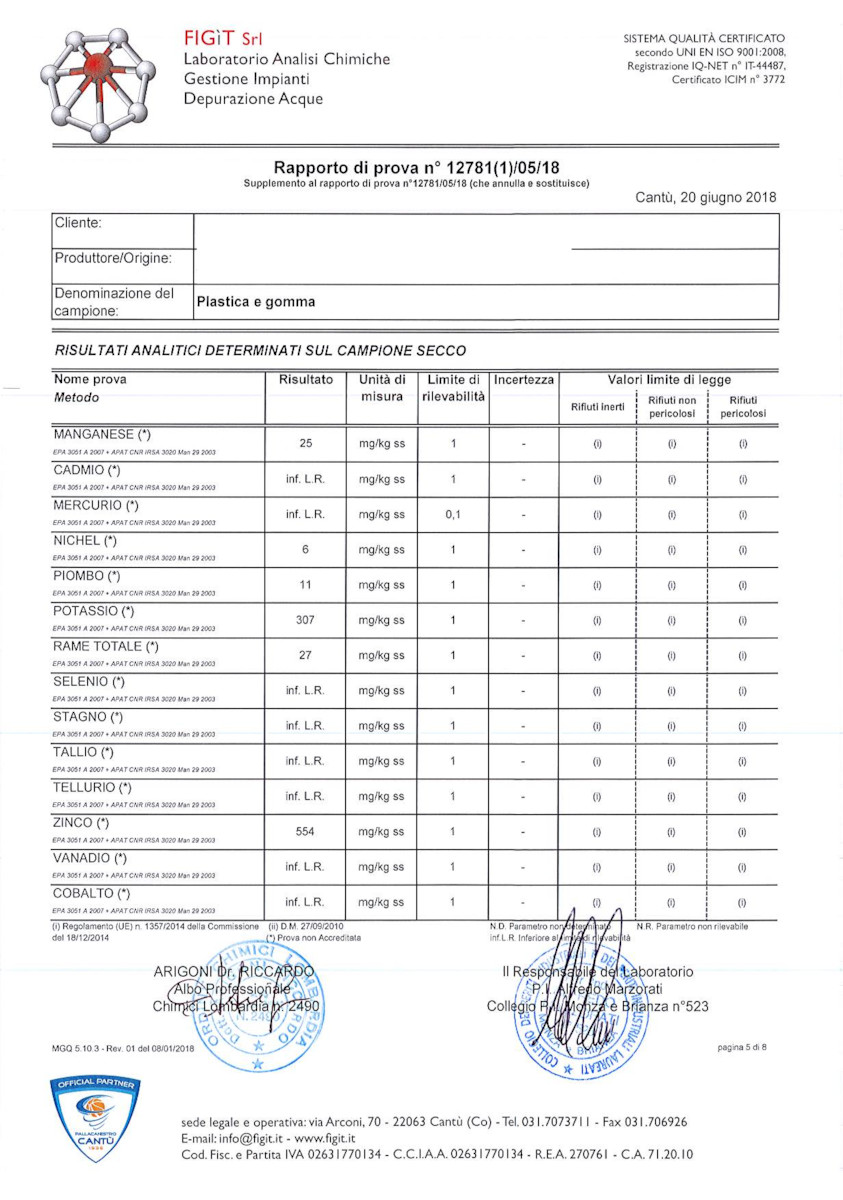 FIGìT Srl
Laboratorio Analisi Chimiche
Gestione Impianti
Depurazione Acque
SISTEMA QUALITÀ CERTIFICATO
secondo UNI EN ISO 9001:2008,
Registrazione IQ-NET n° IT-44487,
Certificato ICIM n° 3772
Rapporto di prova n° 12781(1)/05/18
Supplemento al rapporto di prova n°12781/05/18 (che annulla e sostituisce)
Cantù, 20 giugno 2018
Cliente:
Produttore/Origine:
Denominazione del campione: Plastica e gomma
RISULTATI ANALITICI DETERMINATI SUL CAMPIONE SECCO
Nome prova Risultato Unità di misura Limite di rilevabilità Incertezza Valori limite di legge
Metodo Rifiuti inerti Rifiuti non pericolosi Rifiuti pericolosi
MANGANESE (*) 25 mg/kg ss 1 - (i) (i) (i)
EPA 3051 A 2007 + APAT CNR IRSA 3020 Man 29 2003
CADMIO (*) inf. L.R. mg/kg ss 1 - (i) (i) (i)
EPA 3051 A 2007 + APAT CNR IRSA 3020 Man 29 2003
MERCURIO (*) inf. L.R. mg/kg ss 0,1 - (i) (i) (i)
EPA 3051 A 2007 + APAT CNR IRSA 3020 Man 29 2003
NICHEL (*) 6 mg/kg ss 1 - (i) (i) (i)
EPA 3051 A 2007 + APAT CNR IRSA 3020 Man 29 2003
PIOMBO (*) 11 mg/kg ss 1 - (i) (i) (i)
EPA 3051 A 2007 + APAT CNR IRSA 3020 Man 29 2003
POTASSIO (*) 307 mg/kg ss 1 - (i) (i) (i)
EPA 3051 A 2007 + APAT CNR IRSA 3020 Man 29 2003
RAME TOTALE (*) 27 mg/kg ss 1 - (i) (i) (i)
EPA 3051 A 2007 + APAT CNR IRSA 3020 Man 29 2003
SELENIO (*) inf. L.R. mg/kg ss 1 - (i) (i) (i)
EPA 3051 A 2007 + APAT CNR IRSA 3020 Man 29 2003
STAGNO (*) inf. L.R. mg/kg ss 1 - (i) (i) (i)
EPA 3051 A 2007 + APAT CNR IRSA 3020 Man 29 2003
TALLIO (*) inf. L.R. mg/kg ss 1 - (i) (i) (i)
EPA 3051 A 2007 + APAT CNR IRSA 3020 Man 29 2003
TELLURIO (*) inf. L.R. mg/kg ss 1 - (i) (i) (i)
EPA 3051 A 2007 + APAT CNR IRSA 3020 Man 29 2003
ZINCO (*) 554 mg/kg ss 1 - (i) (i) (i)
EPA 3051 A 2007 + APAT CNR IRSA 3020 Man 29 2003
VANADIO (*) inf. L.R. mg/kg ss 1 - (i) (i) (i)
EPA 3051 A 2007 + APAT CNR IRSA 3020 Man 29 2003
COBALTO (*) inf. L.R. mg/kg ss 1 - (i) (i) (i)
EPA 3051 A 2007 + APAT CNR IRSA 3020 Man 29 2003
(i) Regolamento (UE) n. 1357/2014 della Commissione (ii) D.M. 27/09/2010 N.D. Parametro non determinato N.R. Parametro non rilevabile
del 18/12/2014 (*) Prova non Accreditata inf.L.R. Inferiore al limite di rilevabilità
ARIGONI Dr. RICCARDO
Albo Professionale
Chimici Lombardia n. 2490
Il Responsabile del Laboratorio
P.I. Alfredo Marzorati
Collegio P.I. Monza e Brianza n°523
MGQ 5.10.3 - Rev. 01 del 08/01/2018
pagina 5 di 8
OFFICIAL PARTNER
PALLACANESTRO
CANTÙ
sede legale e operativa: via Arconi, 70 - 22063 Cantù (Co) - Tel. 031.7073711 - Fax 031.706926
E-mail: info@figit.it - www.figit.it
Cod. Fisc. e Partita IVA 02631770134 - C.C.I.A.A. 02631770134 - R.E.A. 270761 - C.A. 71.20.10